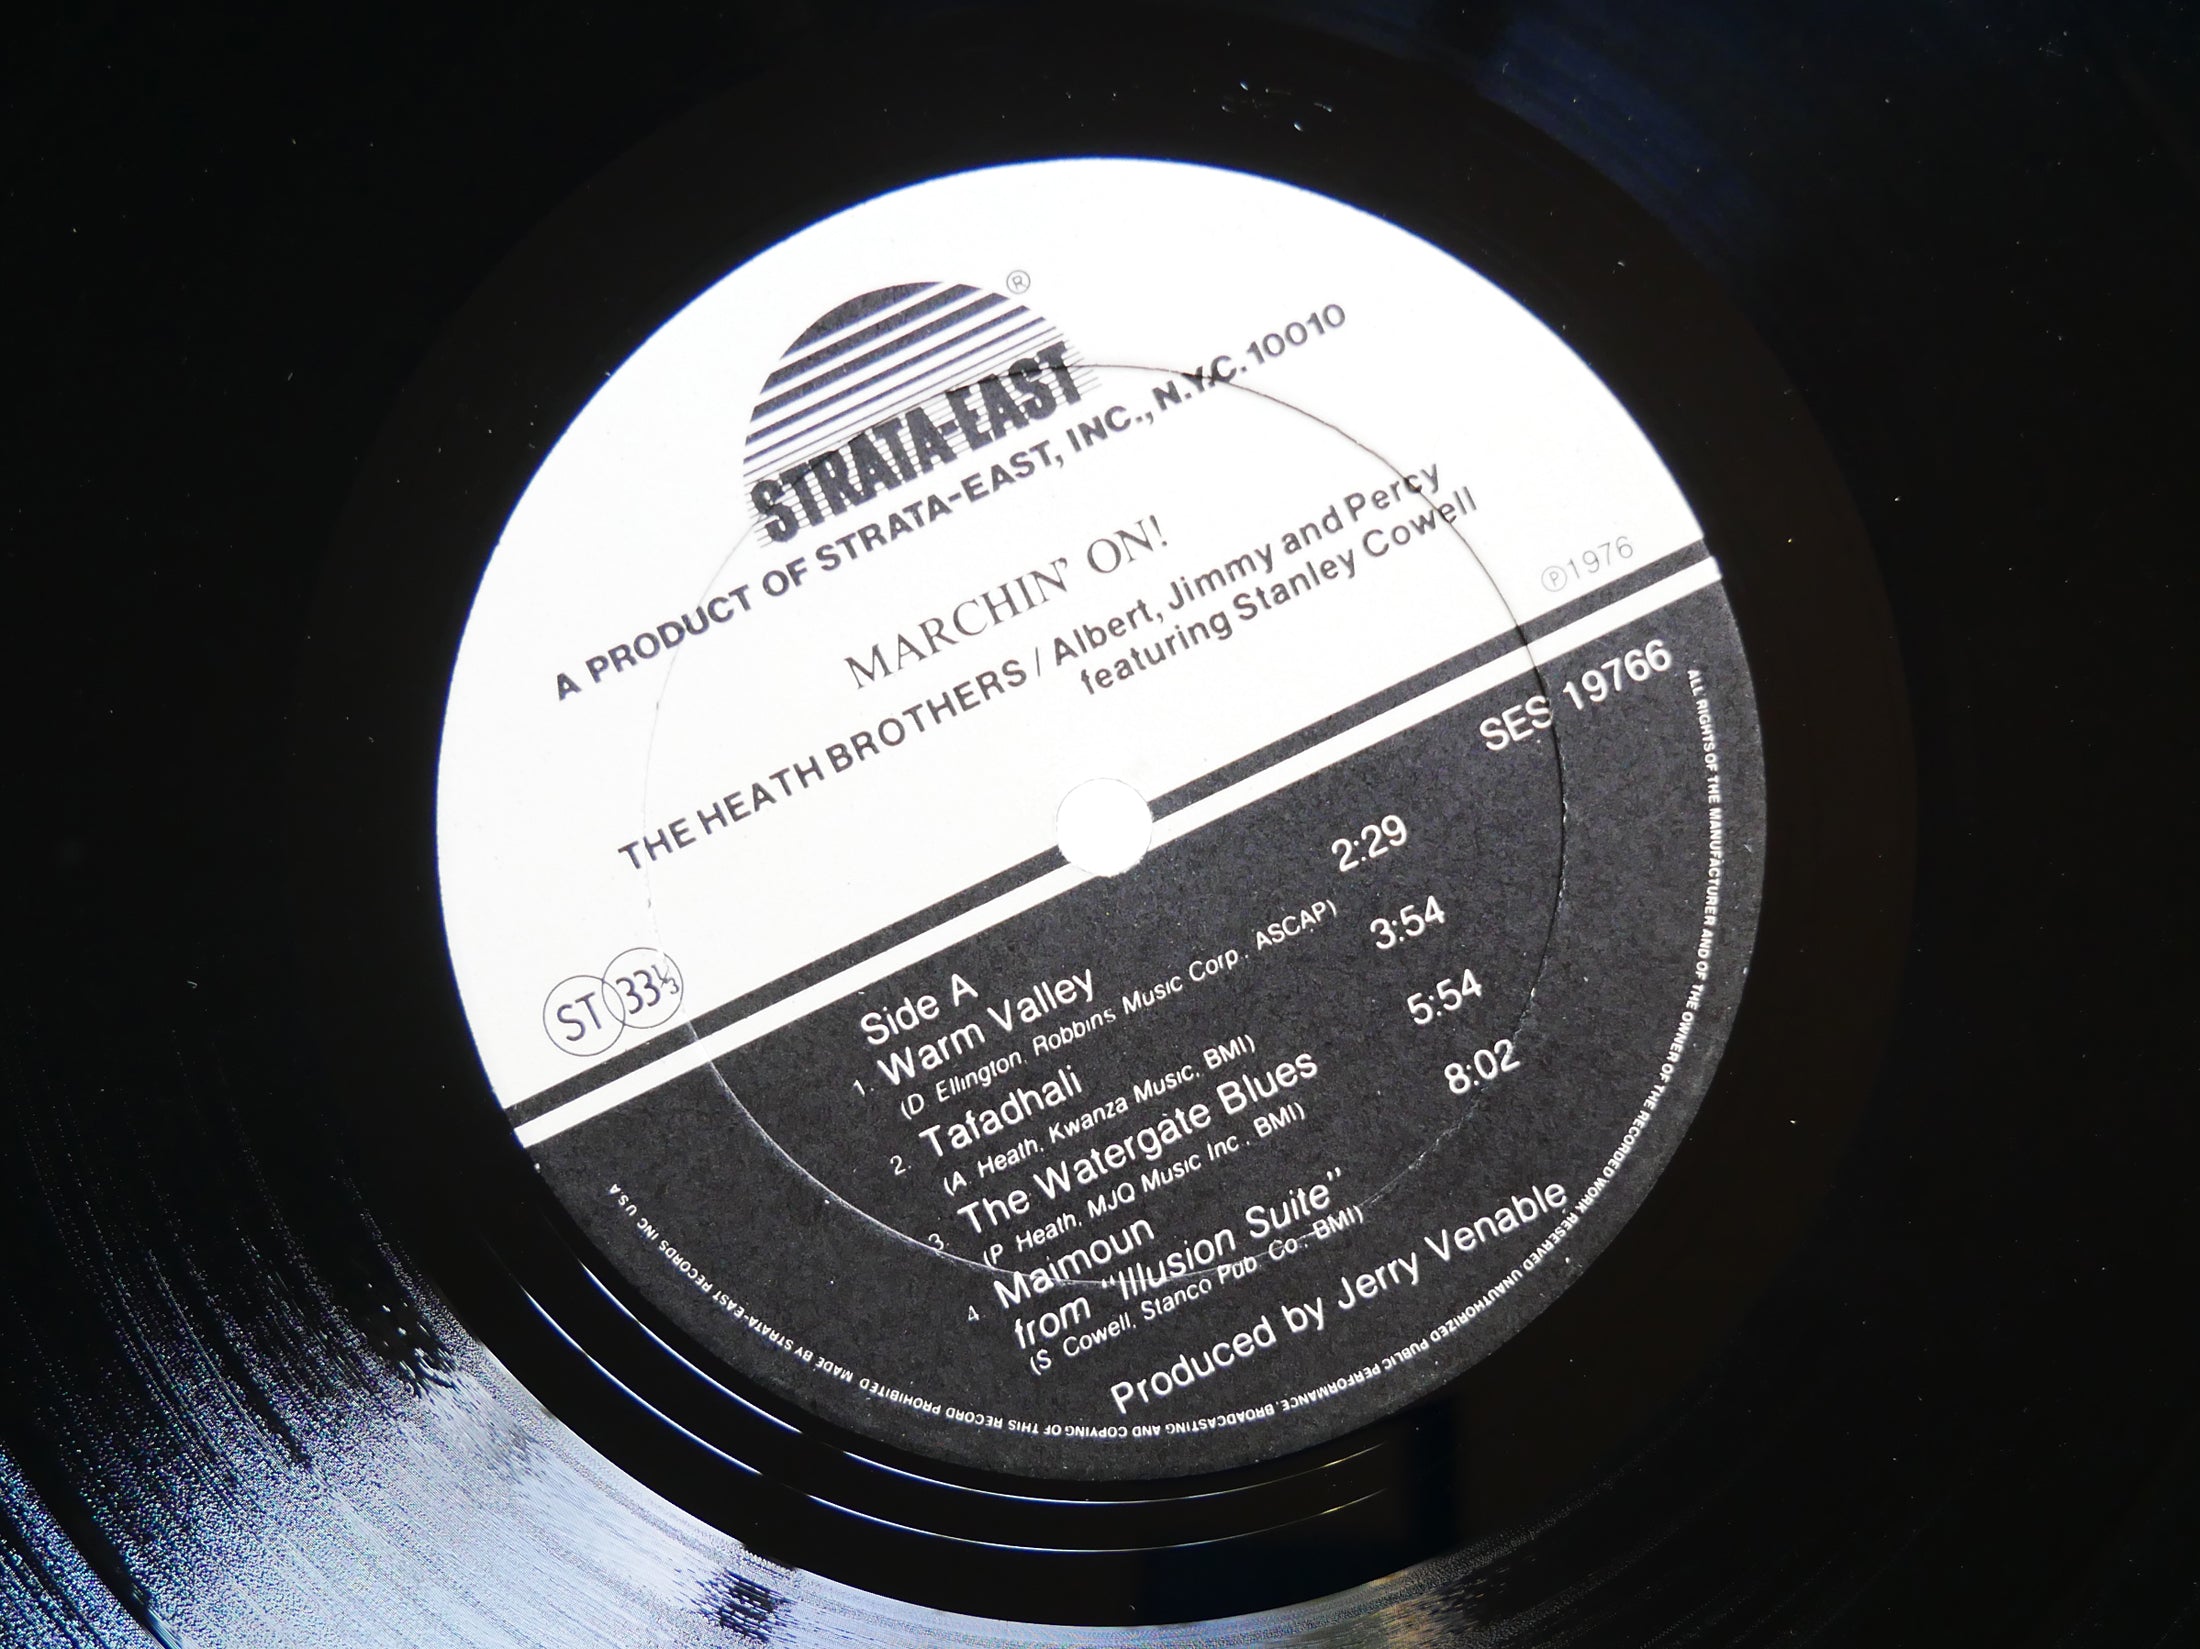 ®
STRATA-EAST
A PRODUCT OF STRATA-EAST, INC., N.Y.C. 10010
MARCHIN' ON!
THE HEATH BROTHERS / Albert, Jimmy and Percy
featuring Stanley Cowell
℗1976
ST 33⅓
SES 19766
Side A
1. Warm Valley 2:29
(D Ellington, Robbins Music Corp., ASCAP)
2. Tafadhali 3:54
(A Heath, Kwanza Music, BMI)
3. The Watergate Blues 5:54
(P Heath, MJQ Music Inc., BMI)
4. Maimoun 8:02
from "Illusion Suite"
(S Cowell, Stanco Pub. Co., BMI)
Produced by Jerry Venable
ALL RIGHTS OF THE MANUFACTURER AND OF THE OWNER OF THE RECORDED WORK RESERVED UNAUTHORIZED PUBLIC PERFORMANCE, BROADCASTING AND COPYING OF THIS RECORD PROHIBITED MADE BY STRATA-EAST RECORDS INC U S A